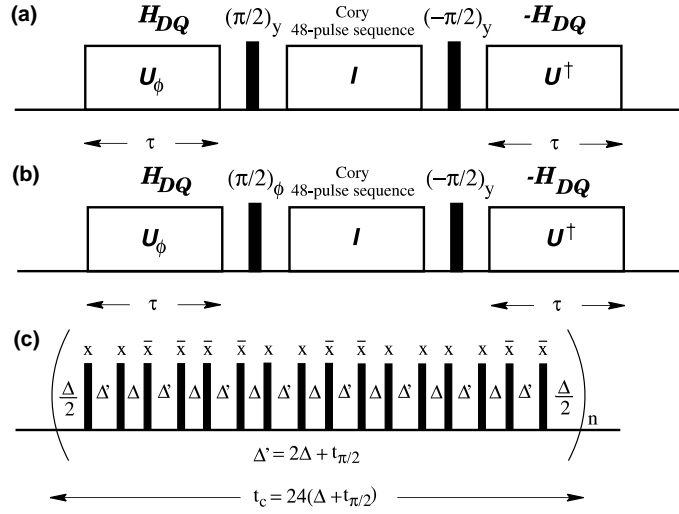 (a)
H_DQ (π/2)_y Cory 48-pulse sequence (−π/2)_y -H_DQ
U_ϕ I U†
τ τ
(b)
H_DQ (π/2)_ϕ Cory 48-pulse sequence (−π/2)_y -H_DQ
U_ϕ I U†
τ τ
(c)
x x x̄ x̄ x̄ x̄ x x x̄ x̄ x x x x x̄ x̄
Δ/2 Δ' Δ Δ' Δ Δ' Δ Δ' Δ Δ' Δ Δ' Δ Δ' Δ/2
n
Δ' = 2Δ + t_π/2
t_c = 24(Δ + t_π/2)